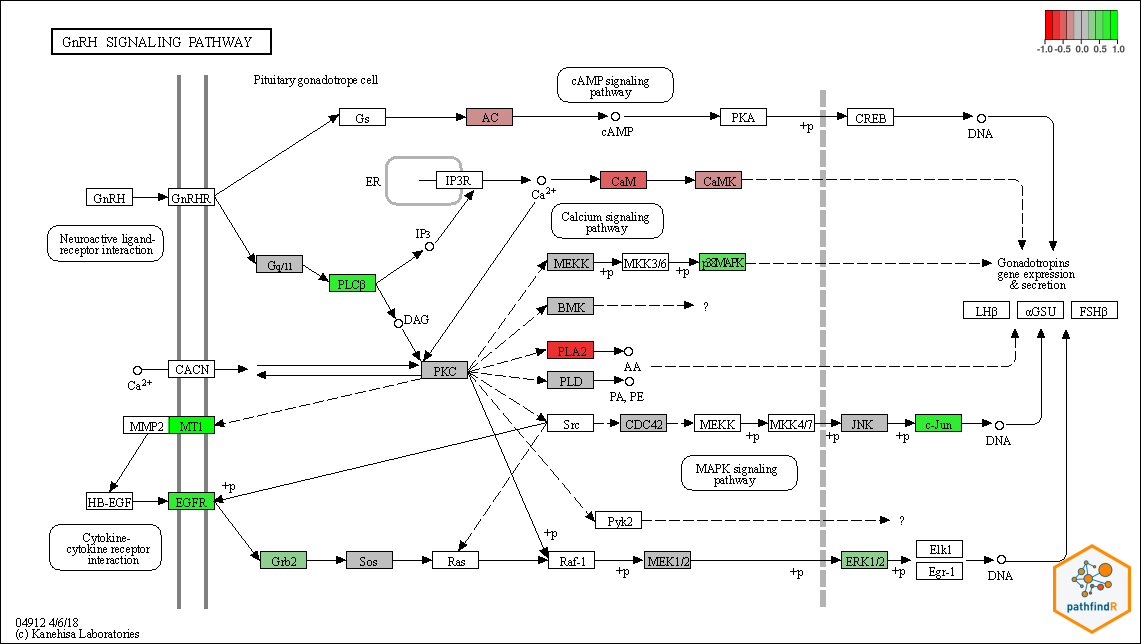 GnRH SIGNALING PATHWAY
-1.0 -0.5 0.0 0.5 1.0
Pituitary gonadotrope cell
cAMP signaling
pathway
Gs
AC
cAMP
PKA
+p
CREB
DNA
ER
IP3R
Ca2+
CaM
CaMK
GnRH
GnRHR
Calcium signaling
pathway
Neuroactive ligand-
receptor interaction
IP3
Gq/11
PLCβ
MEKK
+p
MKK3/6
+p
p38MAPK
Gonadotropins
gene expression
& secretion
DAG
BMK
?
LHβ
αGSU
FSHβ
PLA2
AA
CACN
Ca2+
PKC
PLD
PA, PE
MMP2
MT1
Src
CDC42
MEKK
+p
MKK4/7
+p
JNK
+p
c-Jun
DNA
MAPK signaling
pathway
HB-EGF
EGFR
+p
Pyk2
?
Cytokine-
cytokine receptor
interaction
+p
Grb2
Sos
Ras
Raf-1
+p
MEK1/2
+p
ERK1/2
+p
Elk1
Egr-1
DNA
pathfindR
04912 4/6/18
(c) Kanehisa Laboratories